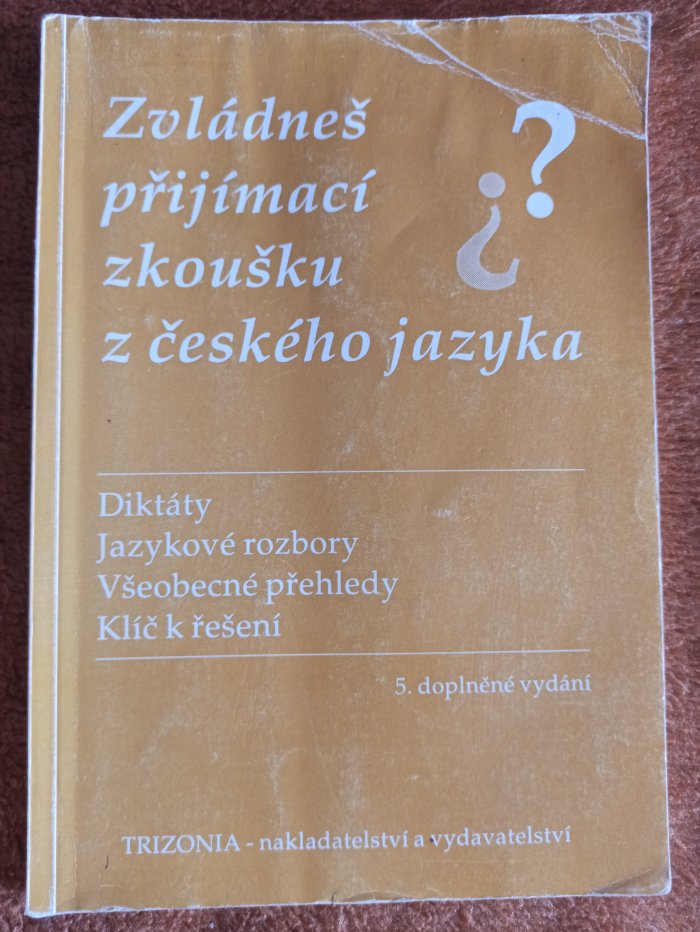 Zvládneš
přijímací
zkoušku
z českého jazyka
?
¿
Diktáty
Jazykové rozbory
Všeobecné přehledy
Klíč k řešení
5. doplněné vydání
TRIZONIA - nakladatelství a vydavatelství